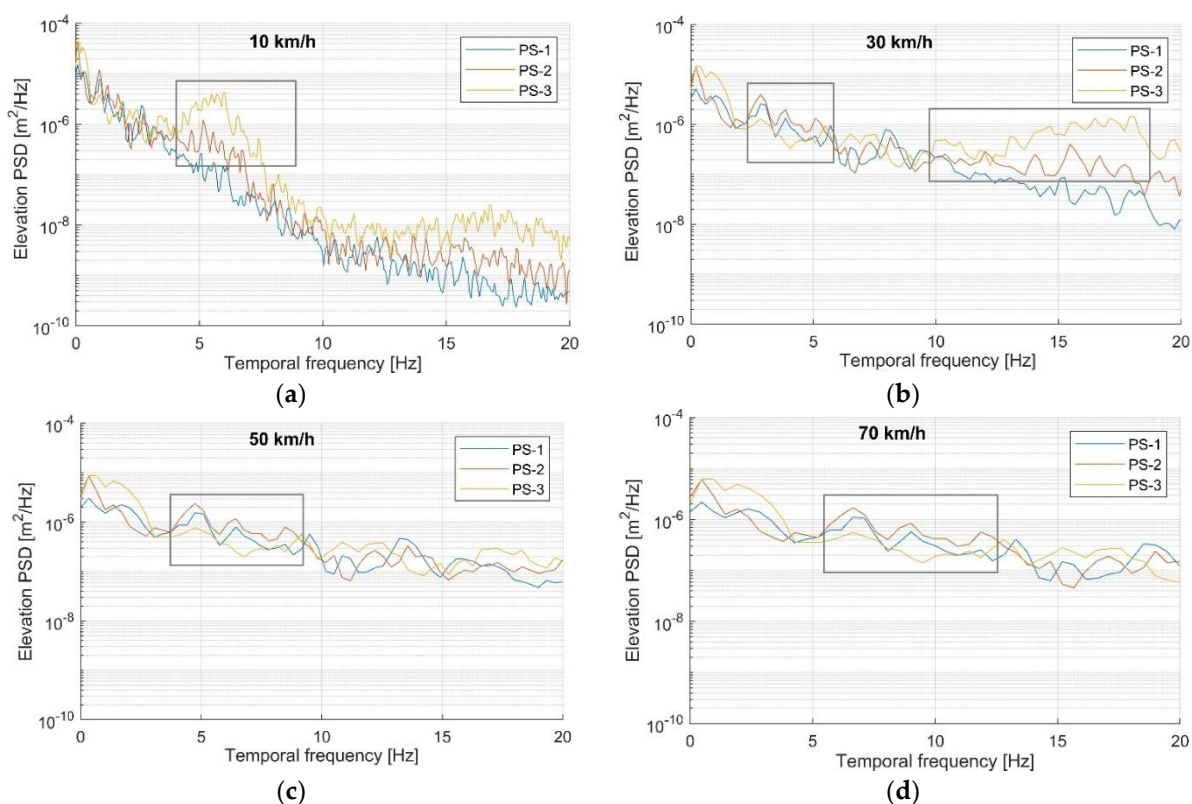 10 km/h
PS-1
PS-2
PS-3
Elevation PSD [m²/Hz]
10⁻⁴
10⁻⁶
10⁻⁸
10⁻¹⁰
0 5 10 15 20
Temporal frequency [Hz]
(a)
30 km/h
PS-1
PS-2
PS-3
Elevation PSD [m²/Hz]
10⁻⁴
10⁻⁶
10⁻⁸
10⁻¹⁰
0 5 10 15 20
Temporal frequency [Hz]
(b)
50 km/h
PS-1
PS-2
PS-3
Elevation PSD [m²/Hz]
10⁻⁴
10⁻⁶
10⁻⁸
10⁻¹⁰
0 5 10 15 20
Temporal frequency [Hz]
(c)
70 km/h
PS-1
PS-2
PS-3
Elevation PSD [m²/Hz]
10⁻⁴
10⁻⁶
10⁻⁸
10⁻¹⁰
0 5 10 15 20
Temporal frequency [Hz]
(d)